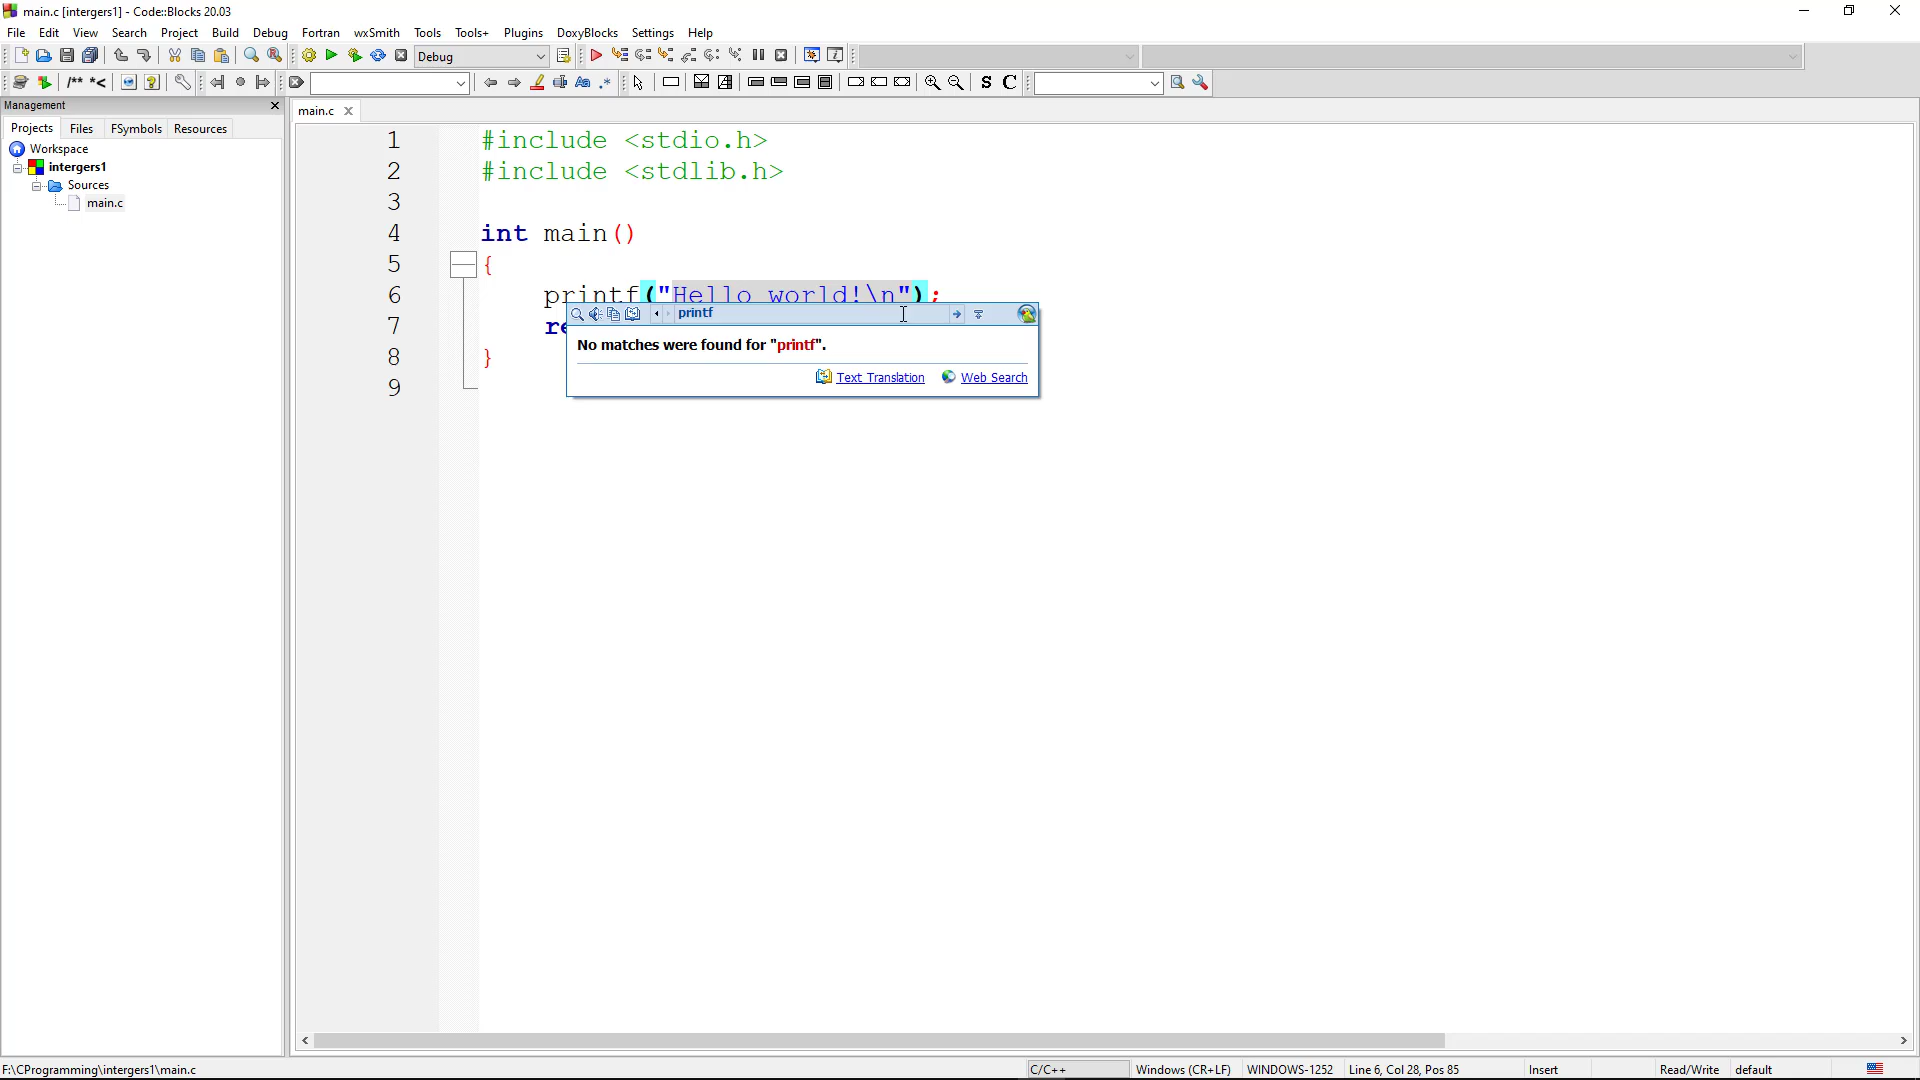 main.c [intergers1] - Code::Blocks 20.03
File Edit View Search Project Build Debug Fortran wxSmith Tools Tools+ Plugins DoxyBlocks Settings Help
Debug
/** *< Aa .* S C
Management
main.c
Projects Files FSymbols Resources
Workspace
intergers1
Sources
main.c
1 #include <stdio.h>
2 #include <stdlib.h>
3
4 int main()
5 {
6 printf("Hello world!\n");
7 re
8 }
9
printf
No matches were found for "printf".
Text Translation Web Search
F:\CProgramming\intergers1\main.c C/C++ Windows (CR+LF) WINDOWS-1252 Line 6, Col 28, Pos 85 Insert Read/Write default